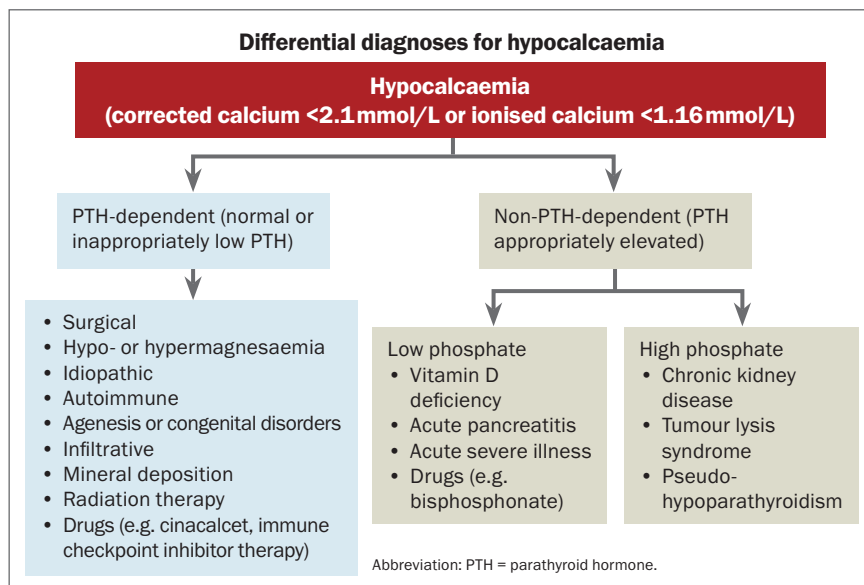 Differential diagnoses for hypocalcaemia
Hypocalcaemia
(corrected calcium <2.1 mmol/L or ionised calcium <1.16 mmol/L)
PTH-dependent (normal or
inappropriately low PTH)
Non-PTH-dependent (PTH
appropriately elevated)
• Surgical
• Hypo- or hypermagnesaemia
• Idiopathic
• Autoimmune
• Agenesis or congenital disorders
• Infiltrative
• Mineral deposition
• Radiation therapy
• Drugs (e.g. cinacalcet, immune
checkpoint inhibitor therapy)
Low phosphate
• Vitamin D
deficiency
• Acute pancreatitis
• Acute severe illness
• Drugs (e.g.
bisphosphonate)
High phosphate
• Chronic kidney
disease
• Tumour lysis
syndrome
• Pseudo-
hypoparathyroidism
Abbreviation: PTH = parathyroid hormone.